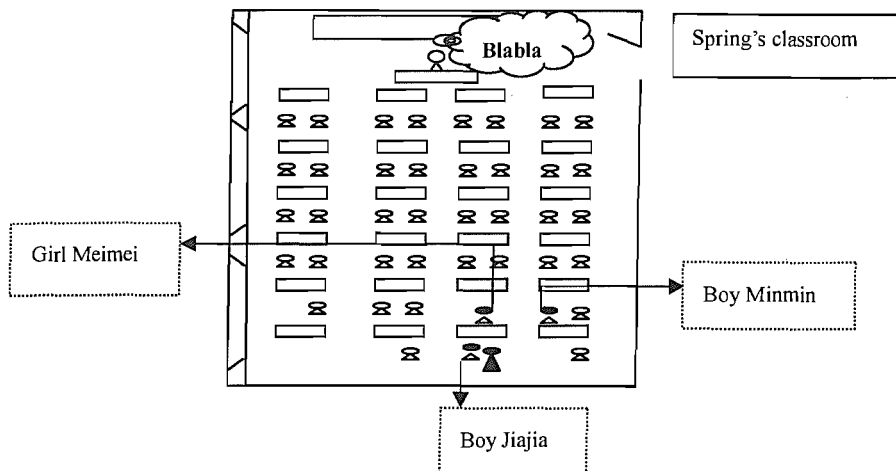 Blabla
Spring's classroom
Girl Meimei
Boy Minmin
Boy Jiajia